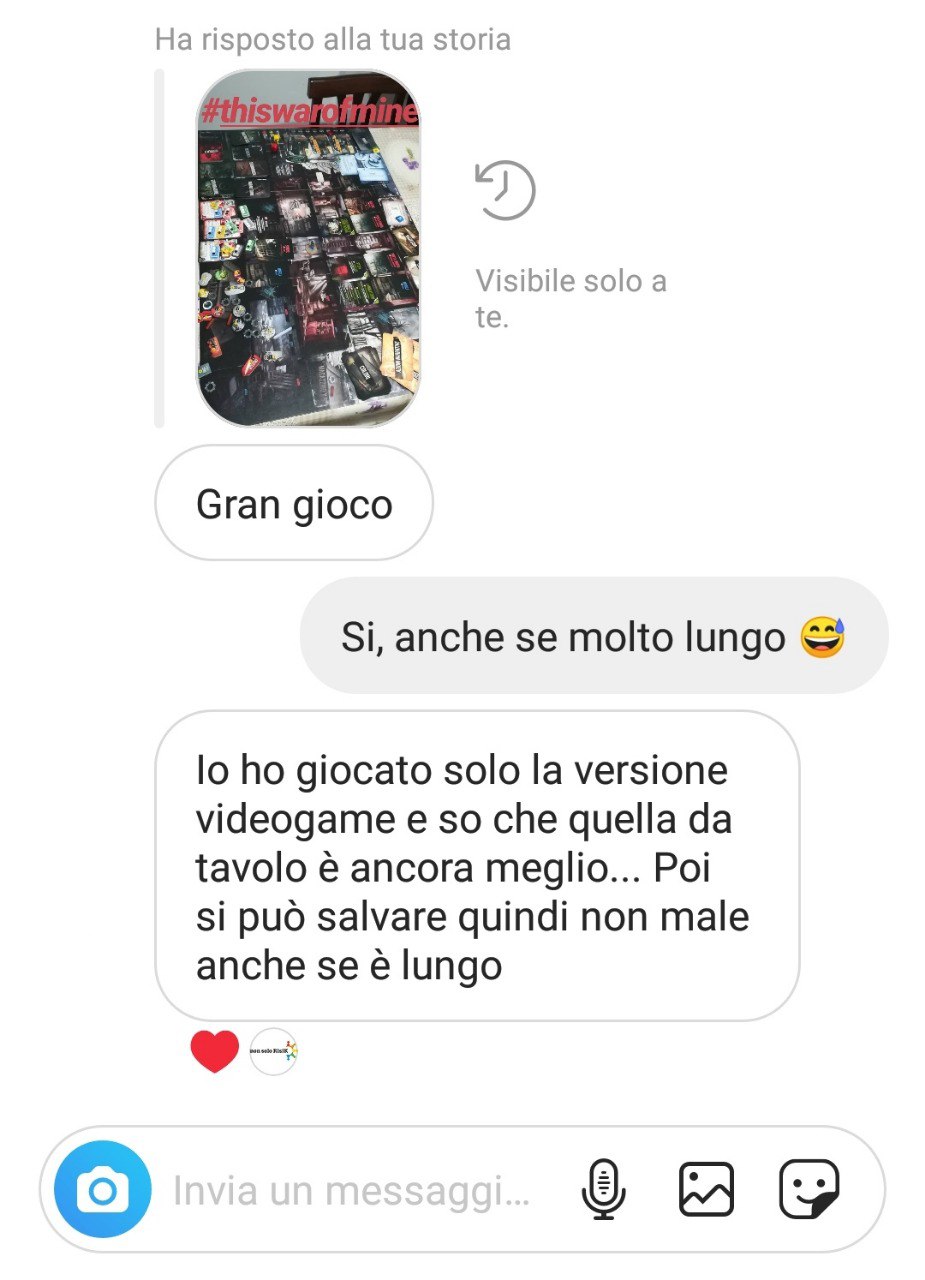 Ha risposto alla tua storia
#thiswarofmine
Visibile solo a
te.
Gran gioco
Si, anche se molto lungo 😅
Io ho giocato solo la versione
videogame e so che quella da
tavolo è ancora meglio... Poi
si può salvare quindi non male
anche se è lungo
non solo RisiK
Invia un messaggi...